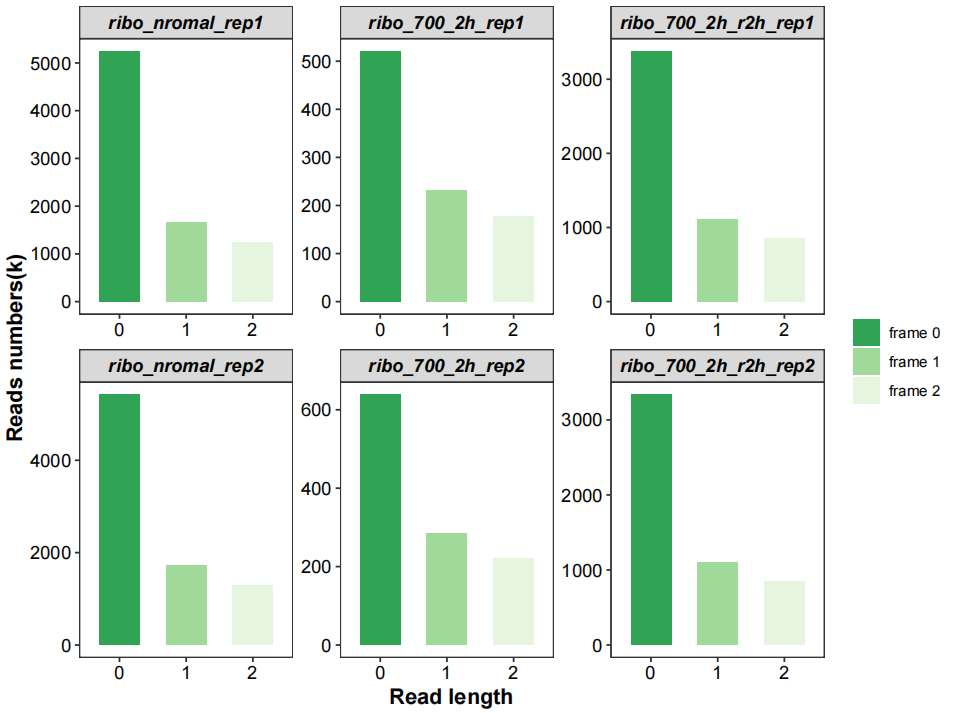 ribo_nromal_rep1
ribo_700_2h_rep1
ribo_700_2h_r2h_rep1
5000
4000
3000
2000
1000
0
500
400
300
200
100
0
3000
2000
1000
0
0 1 2
0 1 2
0 1 2
Reads numbers(k)
ribo_nromal_rep2
ribo_700_2h_rep2
ribo_700_2h_r2h_rep2
4000
2000
0
600
400
200
0
3000
2000
1000
0
0 1 2
0 1 2
0 1 2
Read length
frame 0
frame 1
frame 2